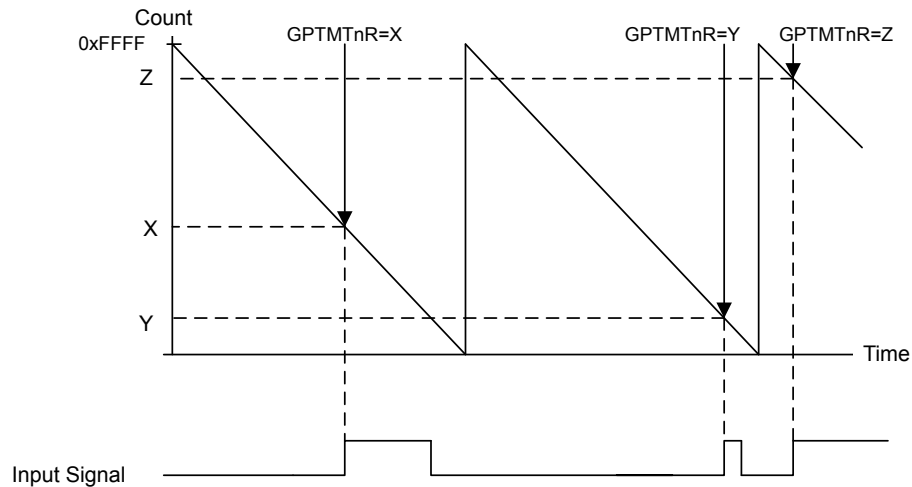 Count
GPTMTnR=X
GPTMTnR=Y
GPTMTnR=Z
0xFFFF
Z
X
Y
Time
Input Signal